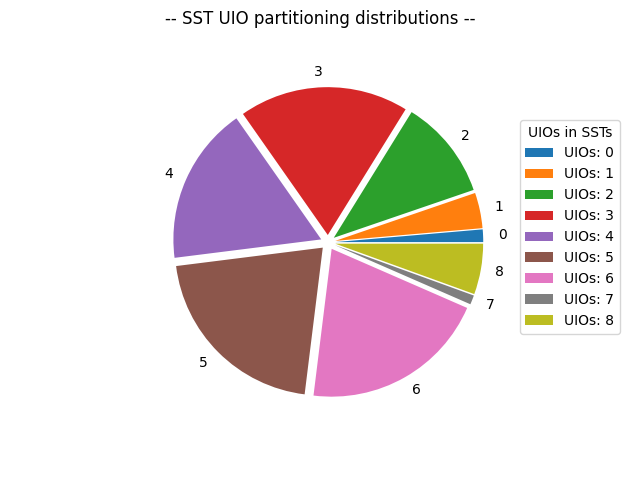 -- SST UIO partitioning distributions --
3
2
4
1
0
8
7
5
6
UIOs in SSTs
UIOs: 0
UIOs: 1
UIOs: 2
UIOs: 3
UIOs: 4
UIOs: 5
UIOs: 6
UIOs: 7
UIOs: 8